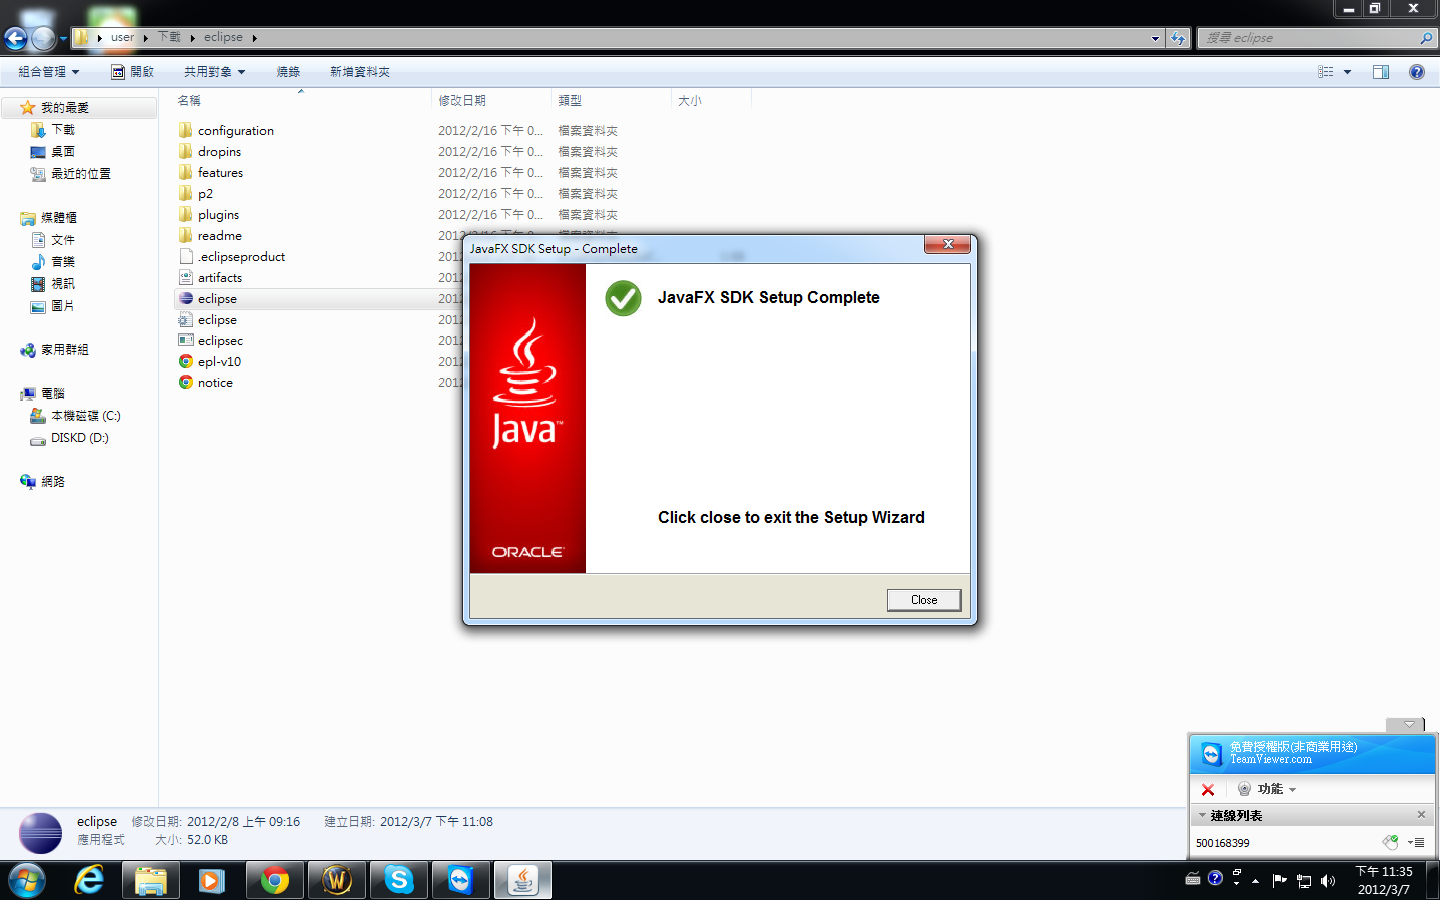 user 下載 eclipse
搜尋 eclipse
組合管理 開啟 共用對象 燒錄 新增資料夾
我的最愛
下載
桌面
最近的位置
媒體櫃
文件
音樂
視訊
圖片
家用群組
電腦
本機磁碟 (C:)
DISKD (D:)
網路
名稱 修改日期 類型 大小
configuration 2012/2/16 下午 0... 檔案資料夾
dropins 2012/2/16 下午 0... 檔案資料夾
features 2012/2/16 下午 0... 檔案資料夾
p2 2012/2/16 下午 0... 檔案資料夾
plugins 2012/2/16 下午 0... 檔案資料夾
readme
.eclipseproduct 2012
artifacts 2012
eclipse 2012
eclipse 2012
eclipsec 2012
epl-v10 2012
notice 2012
JavaFX SDK Setup - Complete
JavaFX SDK Setup Complete
Java™
ORACLE
Click close to exit the Setup Wizard
Close
免費授權版(非商業用途)
TeamViewer.com
功能
連線列表
500168399
eclipse 修改日期: 2012/2/8 上午 09:16 建立日期: 2012/3/7 下午 11:08
應用程式 大小: 52.0 KB
下午 11:35
2012/3/7